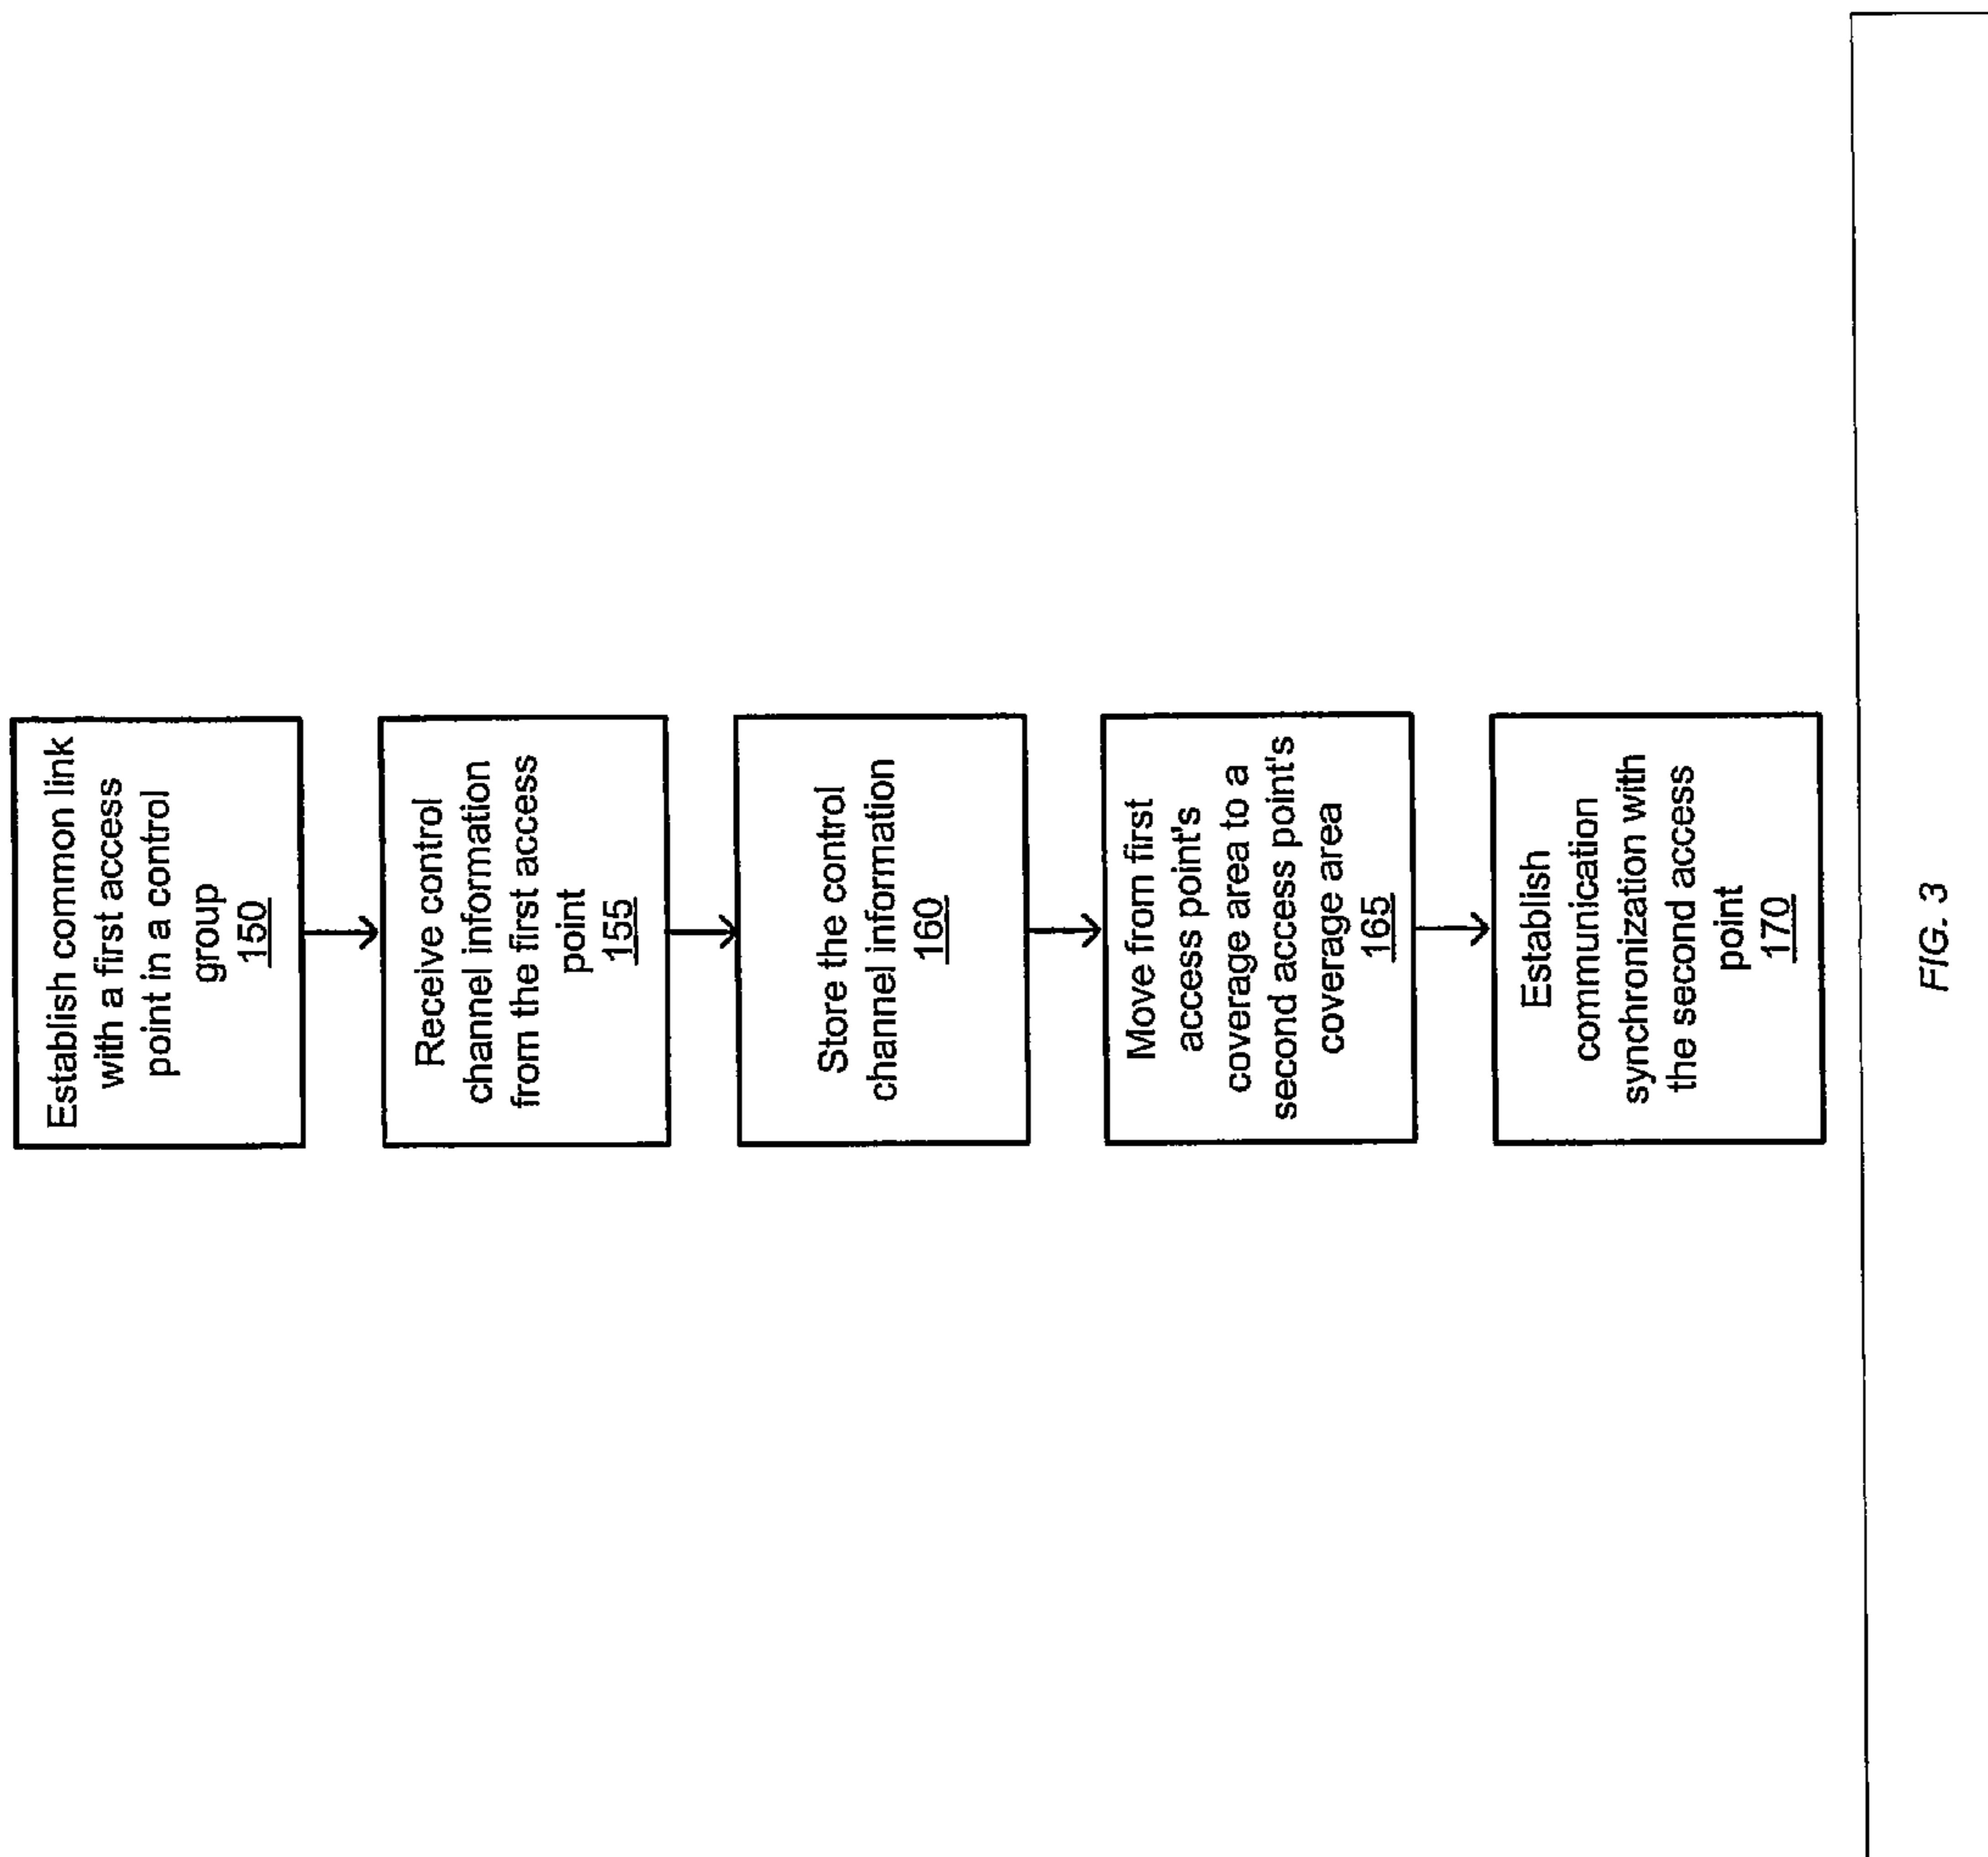 Establish common link
with a first access
point in a control
group
150
Receive control
channel information
from the first access
point
155
Store the control
channel information
160
Move from first
access point's
coverage area to a
second access point's
coverage area
165
Establish
communication
synchronization with
the second access
point
170
FIG. 3